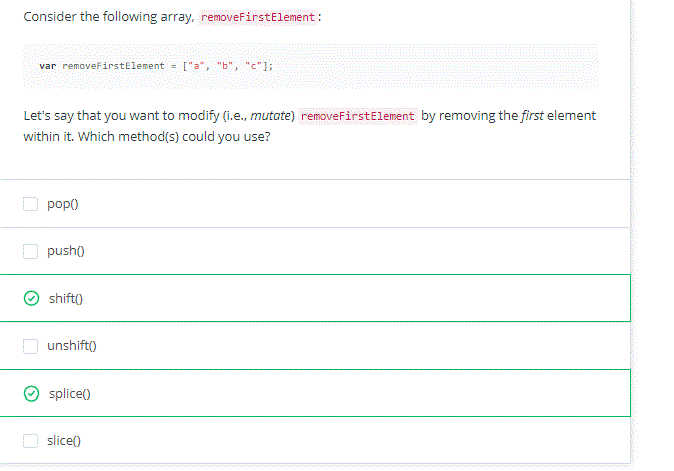 Consider the following array, removeFirstElement:
var removeFirstElement = ["a", "b", "c"];
Let's say that you want to modify (i.e., mutate) removeFirstElement by removing the first element
within it. Which method(s) could you use?
pop()
push()
shift()
unshift()
splice()
slice()